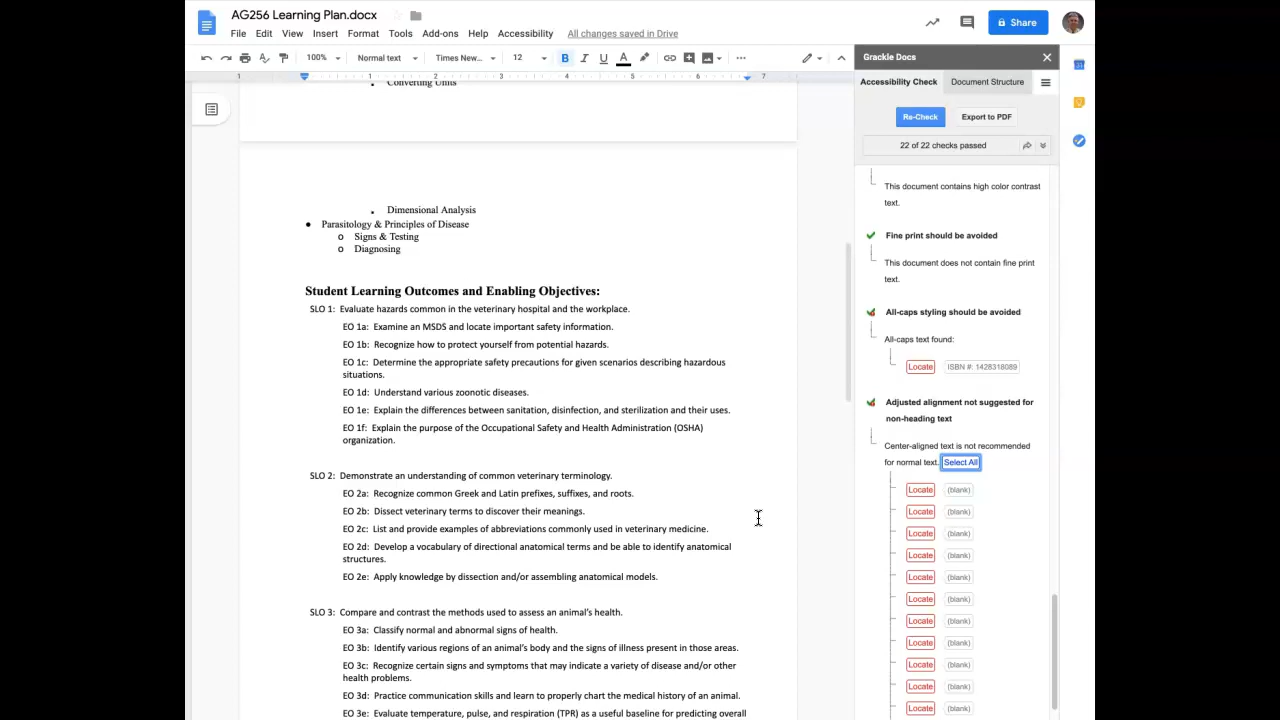 AG256 Learning Plan.docx
File Edit View Insert Format Tools Add-ons Help Accessibility All changes saved in Drive
Share
100% Normal text Times New... 12 B I U A
1 1 2 3 4 5 6 7
Converting Units
Dimensional Analysis
● Parasitology & Principles of Disease
o Signs & Testing
o Diagnosing
Student Learning Outcomes and Enabling Objectives:
SLO 1: Evaluate hazards common in the veterinary hospital and the workplace.
EO 1a: Examine an MSDS and locate important safety information.
EO 1b: Recognize how to protect yourself from potential hazards.
EO 1c: Determine the appropriate safety precautions for given scenarios describing hazardous
situations.
EO 1d: Understand various zoonotic diseases.
EO 1e: Explain the differences between sanitation, disinfection, and sterilization and their uses.
EO 1f: Explain the purpose of the Occupational Safety and Health Administration (OSHA)
organization.
SLO 2: Demonstrate an understanding of common veterinary terminology.
EO 2a: Recognize common Greek and Latin prefixes, suffixes, and roots.
EO 2b: Dissect veterinary terms to discover their meanings.
EO 2c: List and provide examples of abbreviations commonly used in veterinary medicine.
EO 2d: Develop a vocabulary of directional anatomical terms and be able to identify anatomical
structures.
EO 2e: Apply knowledge by dissection and/or assembling anatomical models.
SLO 3: Compare and contrast the methods used to assess an animal's health.
EO 3a: Classify normal and abnormal signs of health.
EO 3b: Identify various regions of an animal's body and the signs of illness present in those areas.
EO 3c: Recognize certain signs and symptoms that may indicate a variety of disease and/or other
health problems.
EO 3d: Practice communication skills and learn to properly chart the medical history of an animal.
EO 3e: Evaluate temperature, pulse, and respiration (TPR) as a useful baseline for predicting overall
Grackle Docs
Accessibility Check Document Structure
Re-Check Export to PDF
22 of 22 checks passed
This document contains high color contrast
text.
Fine print should be avoided
This document does not contain fine print
text.
All-caps styling should be avoided
All-caps text found:
Locate ISBN #: 1428318089
Adjusted alignment not suggested for
non-heading text
Center-aligned text is not recommended
for normal text. Select All
Locate (blank)
Locate (blank)
Locate (blank)
Locate (blank)
Locate (blank)
Locate (blank)
Locate (blank)
Locate (blank)
Locate (blank)
Locate (blank)
Locate (blank)